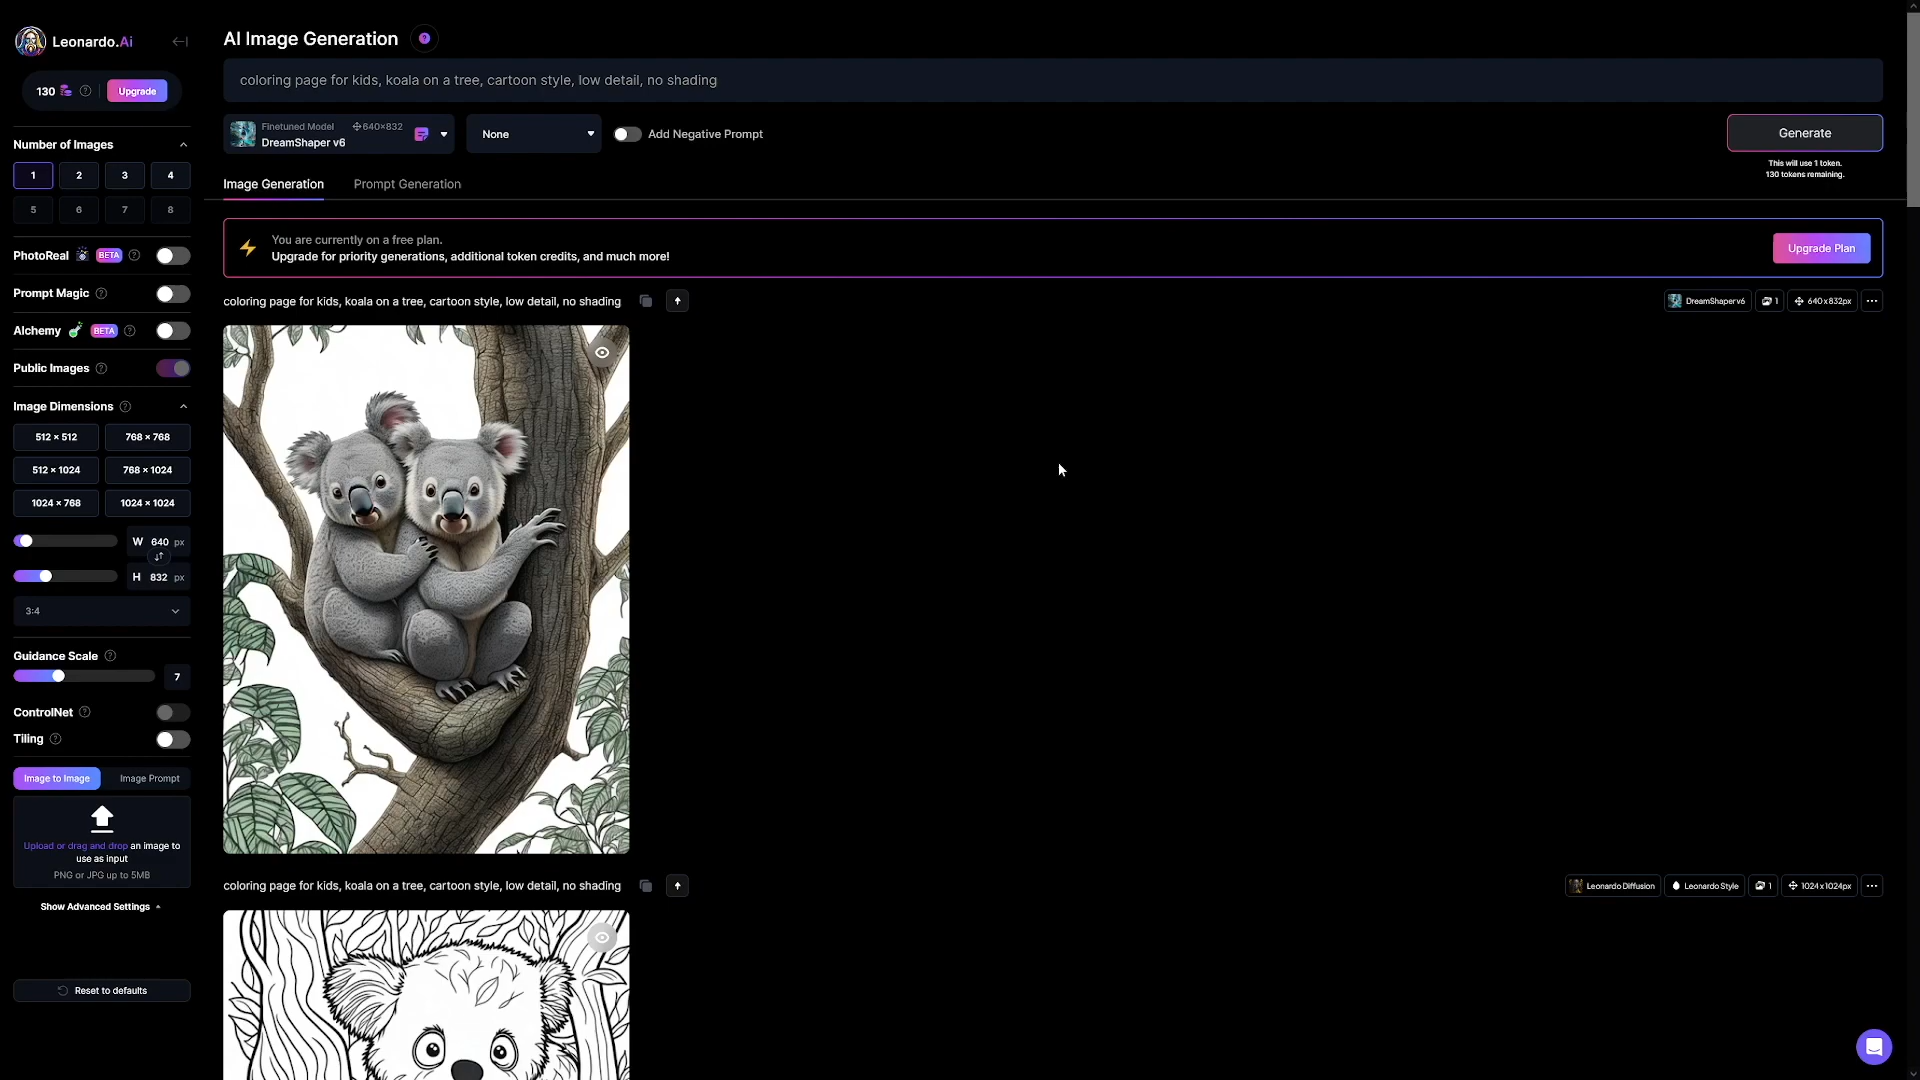 Leonardo.Ai
130
Upgrade
Number of Images
1 2 3 4
5 6 7 8
PhotoReal BETA
Prompt Magic
Alchemy BETA
Public Images
Image Dimensions
512 × 512 768 × 768
512 × 1024 768 × 1024
1024 × 768 1024 × 1024
W 640 px
H 832 px
3:4
Guidance Scale
7
ControlNet
Tiling
Image to Image Image Prompt
Upload or drag and drop an image to
use as input
PNG or JPG up to 5MB
Show Advanced Settings
Reset to defaults
AI Image Generation ?
coloring page for kids, koala on a tree, cartoon style, low detail, no shading
Finetuned Model 640×832
DreamShaper v6
None
Add Negative Prompt
Generate
This will use 1 token.
130 tokens remaining.
Image Generation Prompt Generation
You are currently on a free plan.
Upgrade for priority generations, additional token credits, and much more!
Upgrade Plan
coloring page for kids, koala on a tree, cartoon style, low detail, no shading
DreamShaper v6 1 640 x 832px
coloring page for kids, koala on a tree, cartoon style, low detail, no shading
Leonardo Diffusion Leonardo Style 1 1024 x 1024px